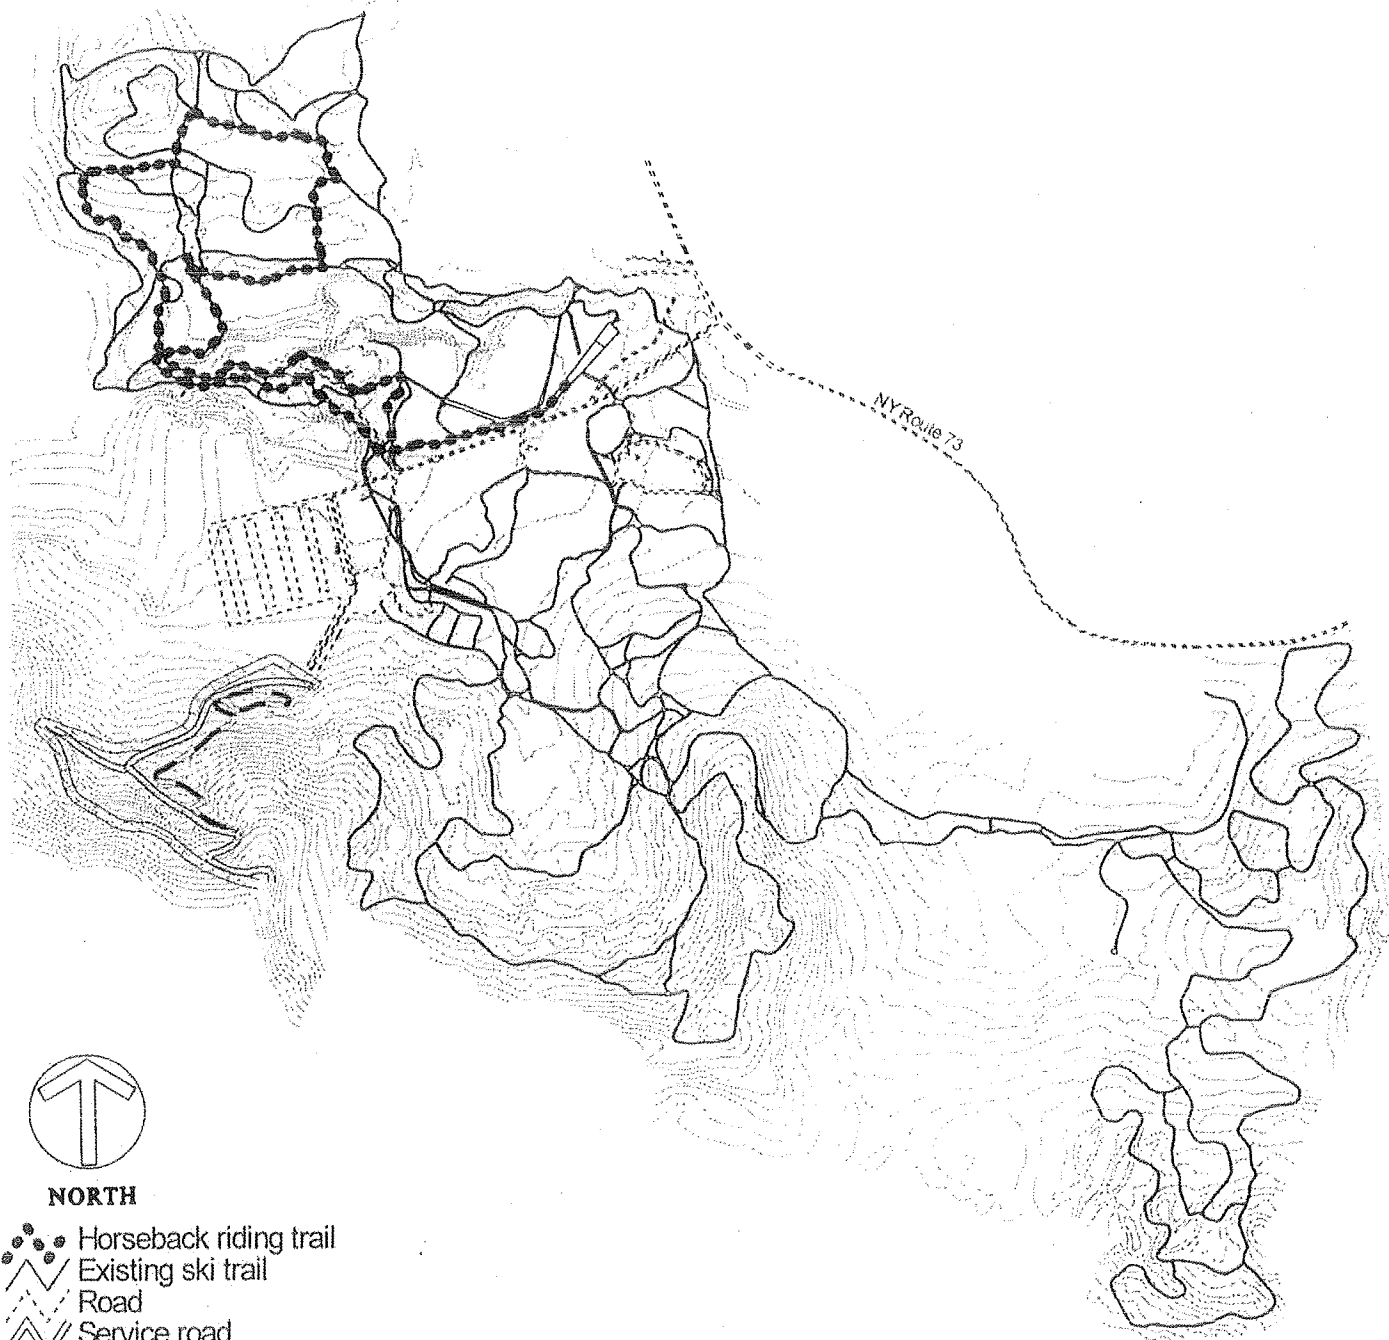 NY Route 73
NORTH
Horseback riding trail
Existing ski trail
Road
Service road